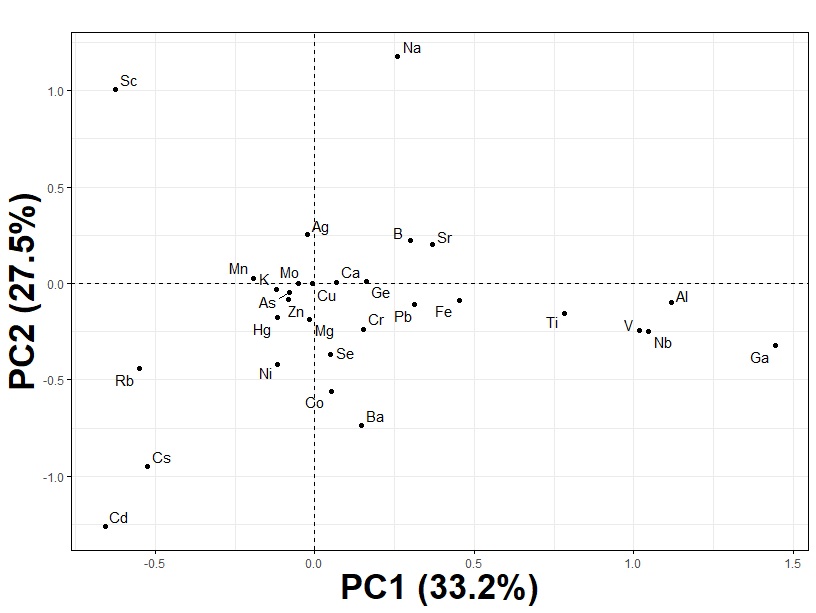 Na
Sc
1.0
Ag
B
Sr
0.5
Mn
K
Mo
Ca
0.0
As
Cu
Ge
Al
Zn
Pb
Fe
Hg
Mg
Cr
Ti
V
Nb
Se
Ga
Ni
Rb
-0.5
Co
Ba
Cs
-1.0
Cd
-0.5
0.0
0.5
1.0
1.5
PC1 (33.2%)
PC2 (27.5%)